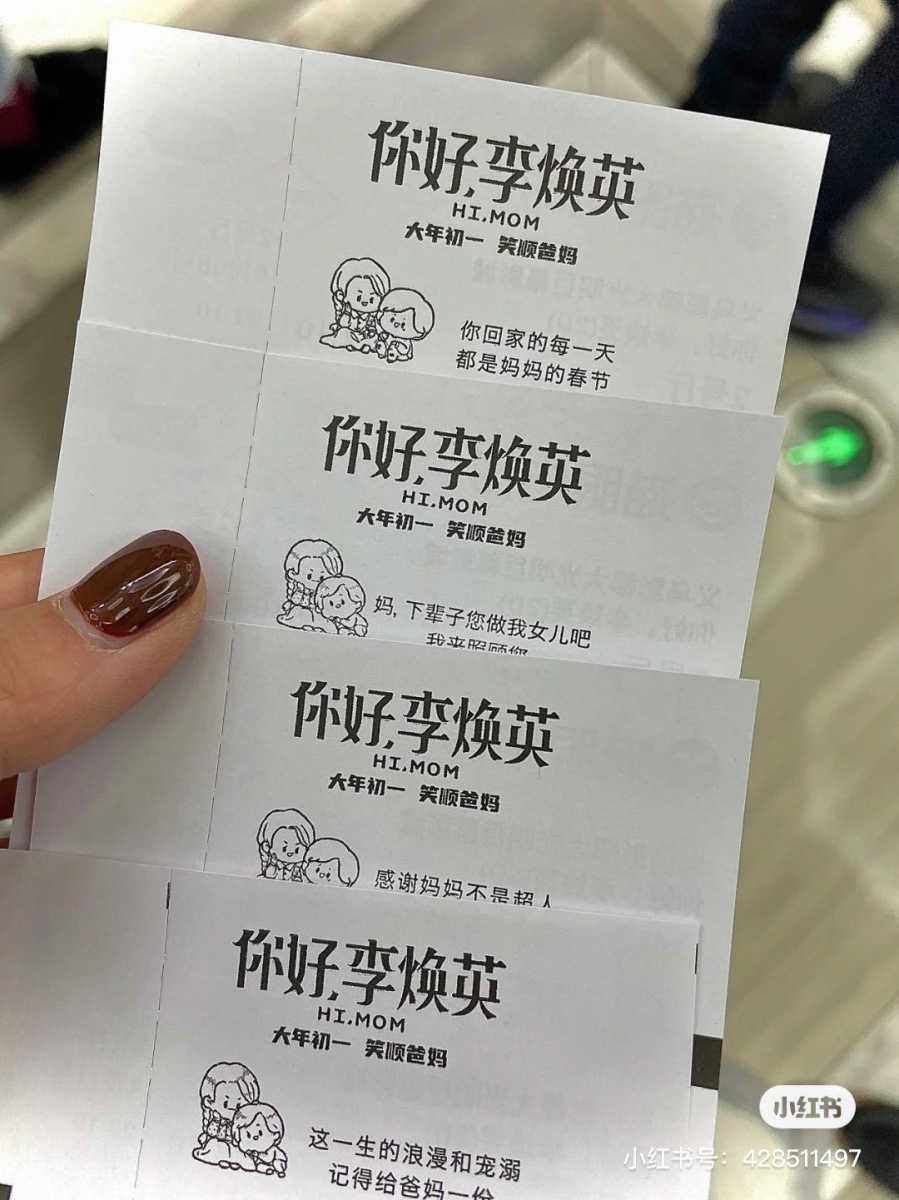 你好,李焕英
HI,MOM
大年初一 笑顺爸妈
你回家的每一天
都是妈妈的春节
你好,李焕英
HI,MOM
大年初一 笑顺爸妈
妈,下辈子您做我女儿吧
我来照顾您
你好,李焕英
HI,MOM
大年初一 笑顺爸妈
感谢妈妈不是超人
你好,李焕英
HI,MOM
大年初一 笑顺爸妈
这一生的浪漫和宠溺
记得给爸妈一份
小红书
小红书号:428511497